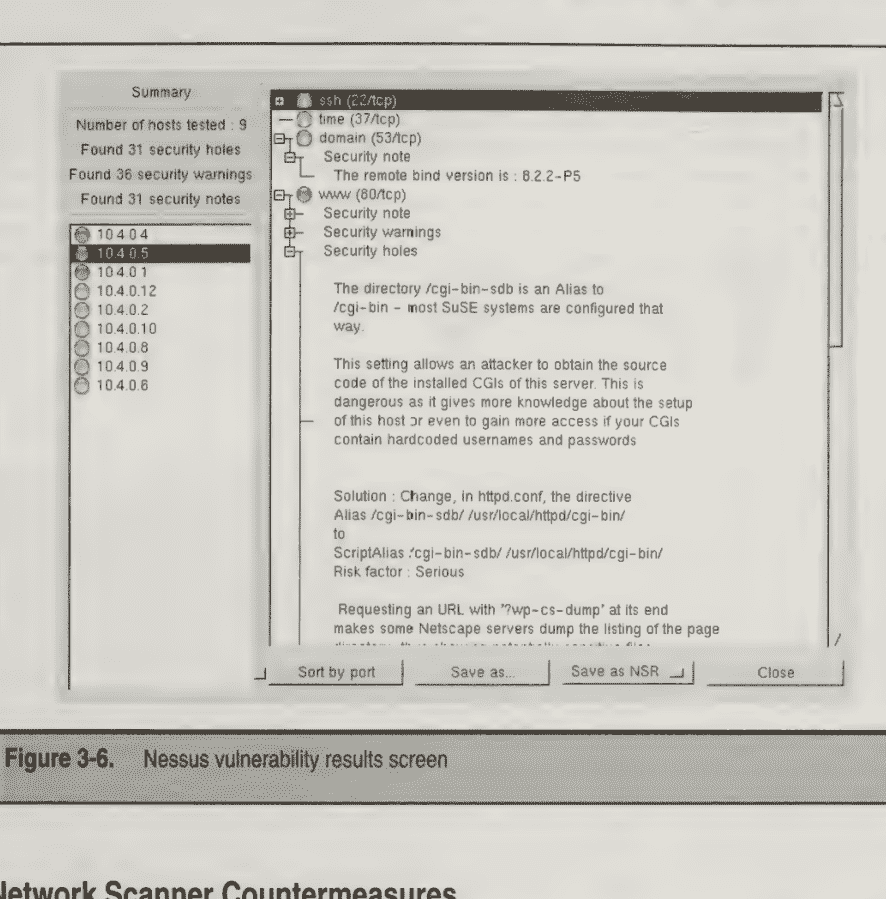 Summary
Number of hosts tested : 9
Found 31 security holes
Found 36 security warnings
Found 31 security notes
10.4.0.4
10.4.0.5
10.4.0.1
10.4.0.12
10.4.0.2
10.4.0.10
10.4.0.8
10.4.0.9
10.4.0.6
ssh (22/tcp)
time (37/tcp)
domain (53/tcp)
Security note
The remote bind version is : 8.2.2-P5
www (80/tcp)
Security note
Security warnings
Security holes
The directory /cgi-bin-sdb is an Alias to
/cgi-bin - most SuSE systems are configured that
way.
This setting allows an attacker to obtain the source
code of the installed CGIs of this server. This is
dangerous as it gives more knowledge about the setup
of this host or even to gain more access if your CGIs
contain hardcoded usernames and passwords
Solution : Change, in httpd.conf, the directive
Alias /cgi-bin-sdb/ /usr/local/httpd/cgi-bin/
to
ScriptAlias /cgi-bin-sdb/ /usr/local/httpd/cgi-bin/
Risk factor : Serious
Requesting an URL with '?wp-cs-dump' at its end
makes some Netscape servers dump the listing of the page
Sort by port
Save as...
Save as NSR
Close
Figure 3-6. Nessus vulnerability results screen
Network Scanner Countermeasures